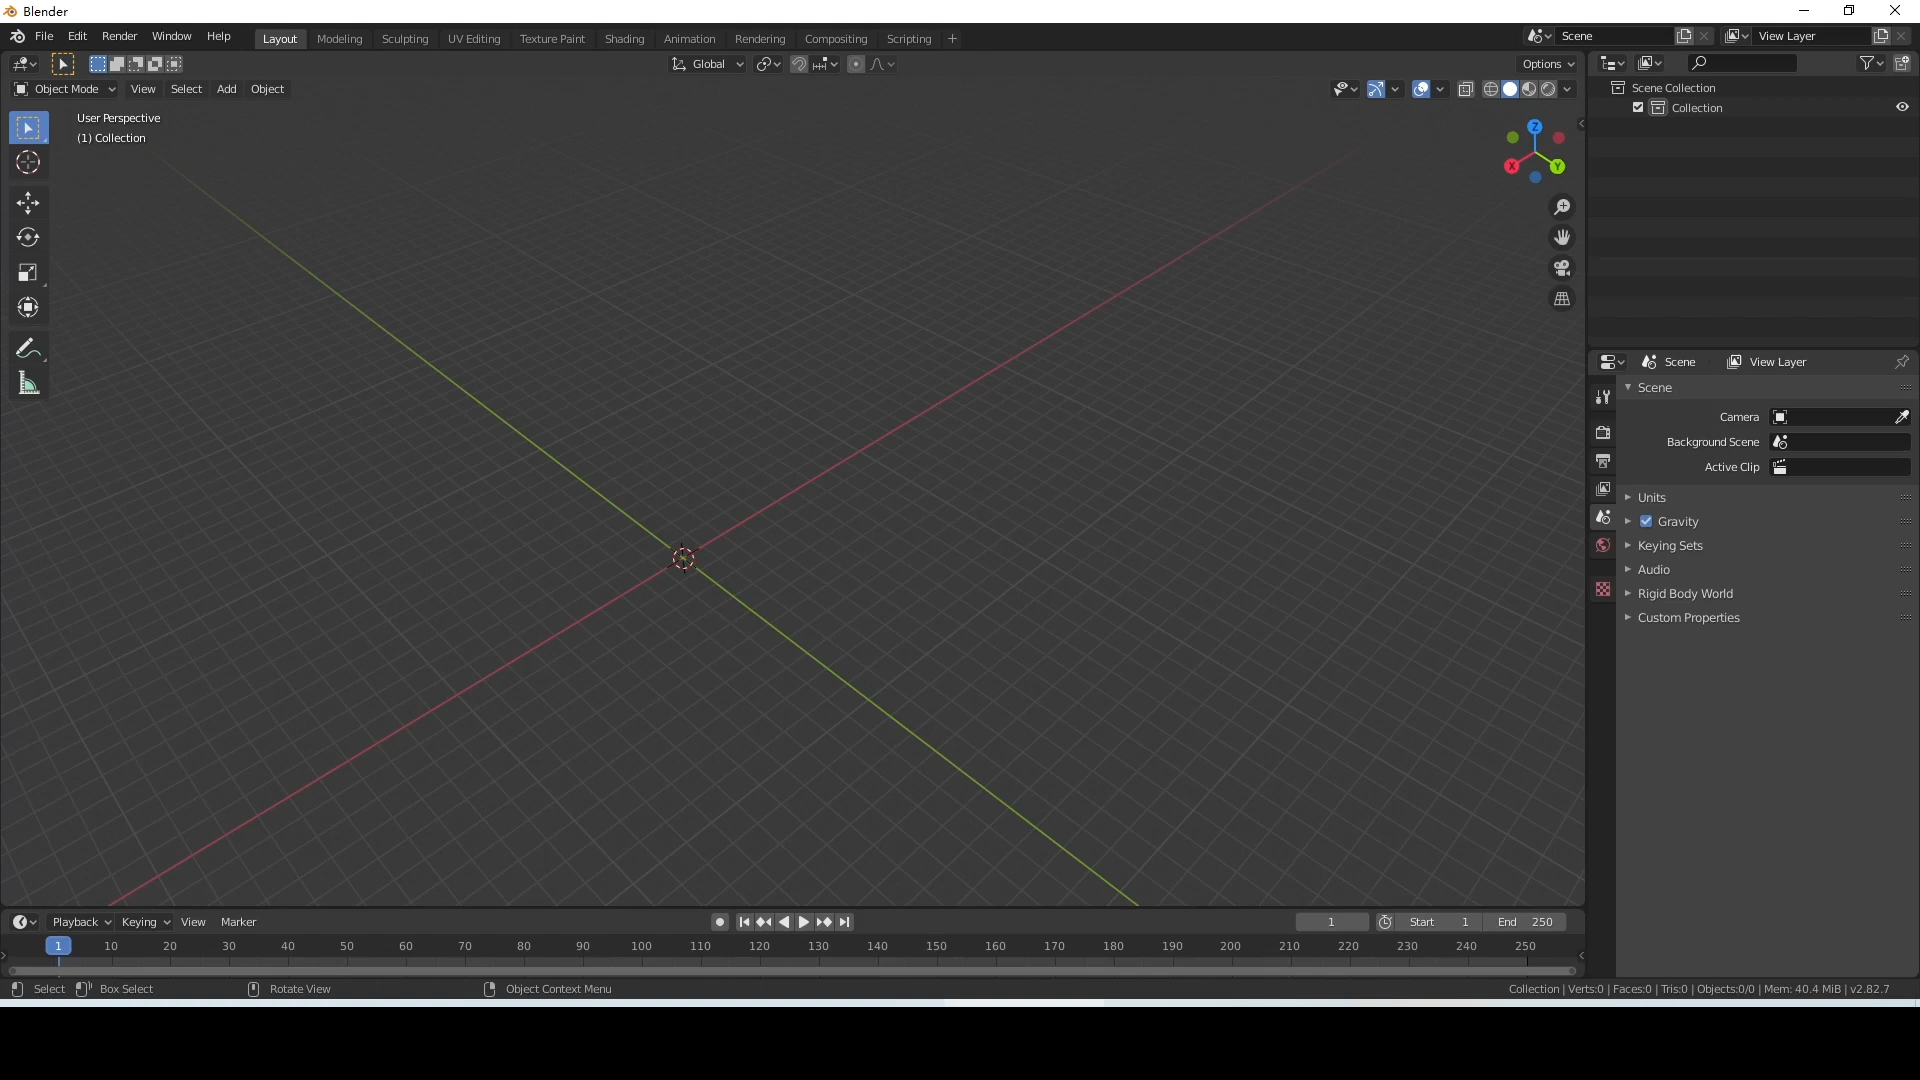 Blender
File Edit Render Window Help Layout Modeling Sculpting UV Editing Texture Paint Shading Animation Rendering Compositing Scripting + Scene View Layer
Global Options
Object Mode View Select Add Object
User Perspective
(1) Collection
Z
X Y
Scene Collection
Collection
Scene View Layer
Scene
Camera
Background Scene
Active Clip
Units
Gravity
Keying Sets
Audio
Rigid Body World
Custom Properties
Playback Keying View Marker 1 Start 1 End 250
1 10 20 30 40 50 60 70 80 90 100 110 120 130 140 150 160 170 180 190 200 210 220 230 240 250
Select Box Select Rotate View Object Context Menu Collection | Verts:0 | Faces:0 | Tris:0 | Objects:0/0 | Mem: 40.4 MiB | v2.82.7